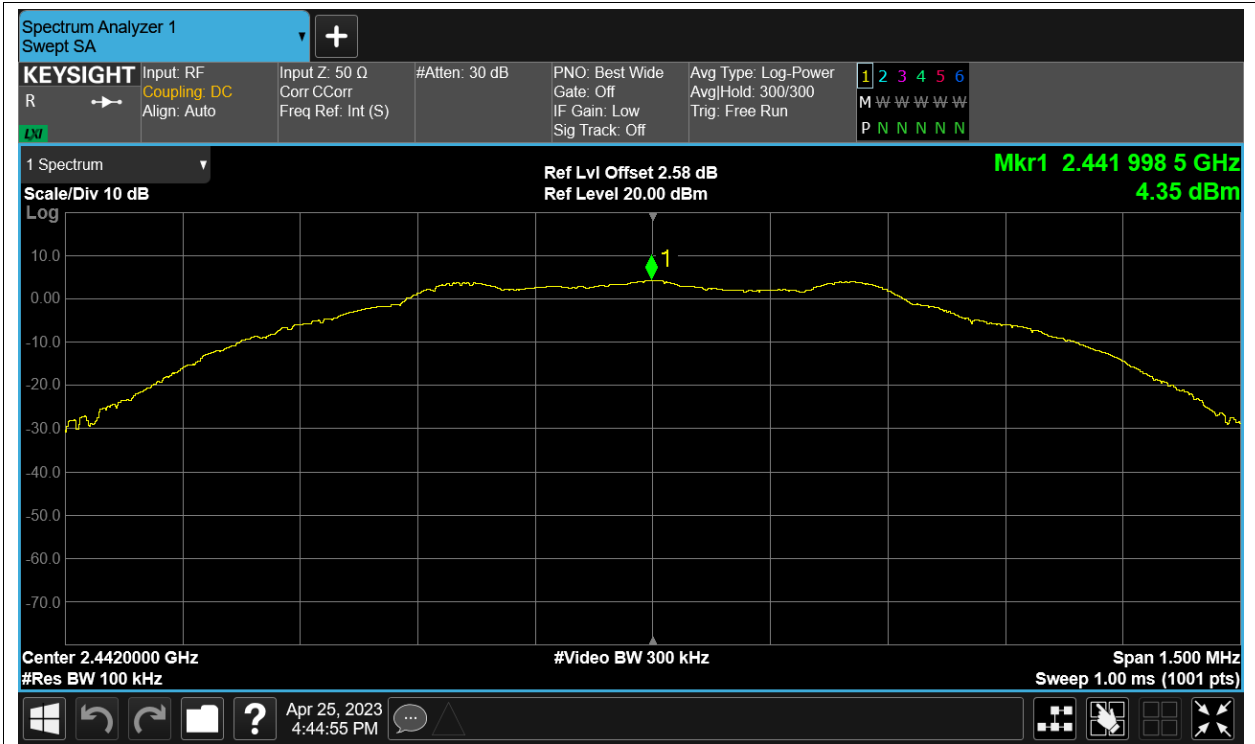 Spectrum Analyzer 1
Swept SA
KEYSIGHT
R
LXI
Input: RF
Coupling: DC
Align: Auto
Input Z: 50 Ω
Corr CCorr
Freq Ref: Int (S)
#Atten: 30 dB
PNO: Best Wide
Gate: Off
IF Gain: Low
Sig Track: Off
Avg Type: Log-Power
Avg|Hold: 300/300
Trig: Free Run
1 2 3 4 5 6
M W W W W W
P N N N N N
1 Spectrum
Scale/Div 10 dB
Log
Ref Lvl Offset 2.58 dB
Ref Level 20.00 dBm
Mkr1 2.441 998 5 GHz
4.35 dBm
1
10.0
0.00
-10.0
-20.0
-30.0
-40.0
-50.0
-60.0
-70.0
Center 2.4420000 GHz
#Res BW 100 kHz
#Video BW 300 kHz
Span 1.500 MHz
Sweep 1.00 ms (1001 pts)
?
Apr 25, 2023
4:44:55 PM